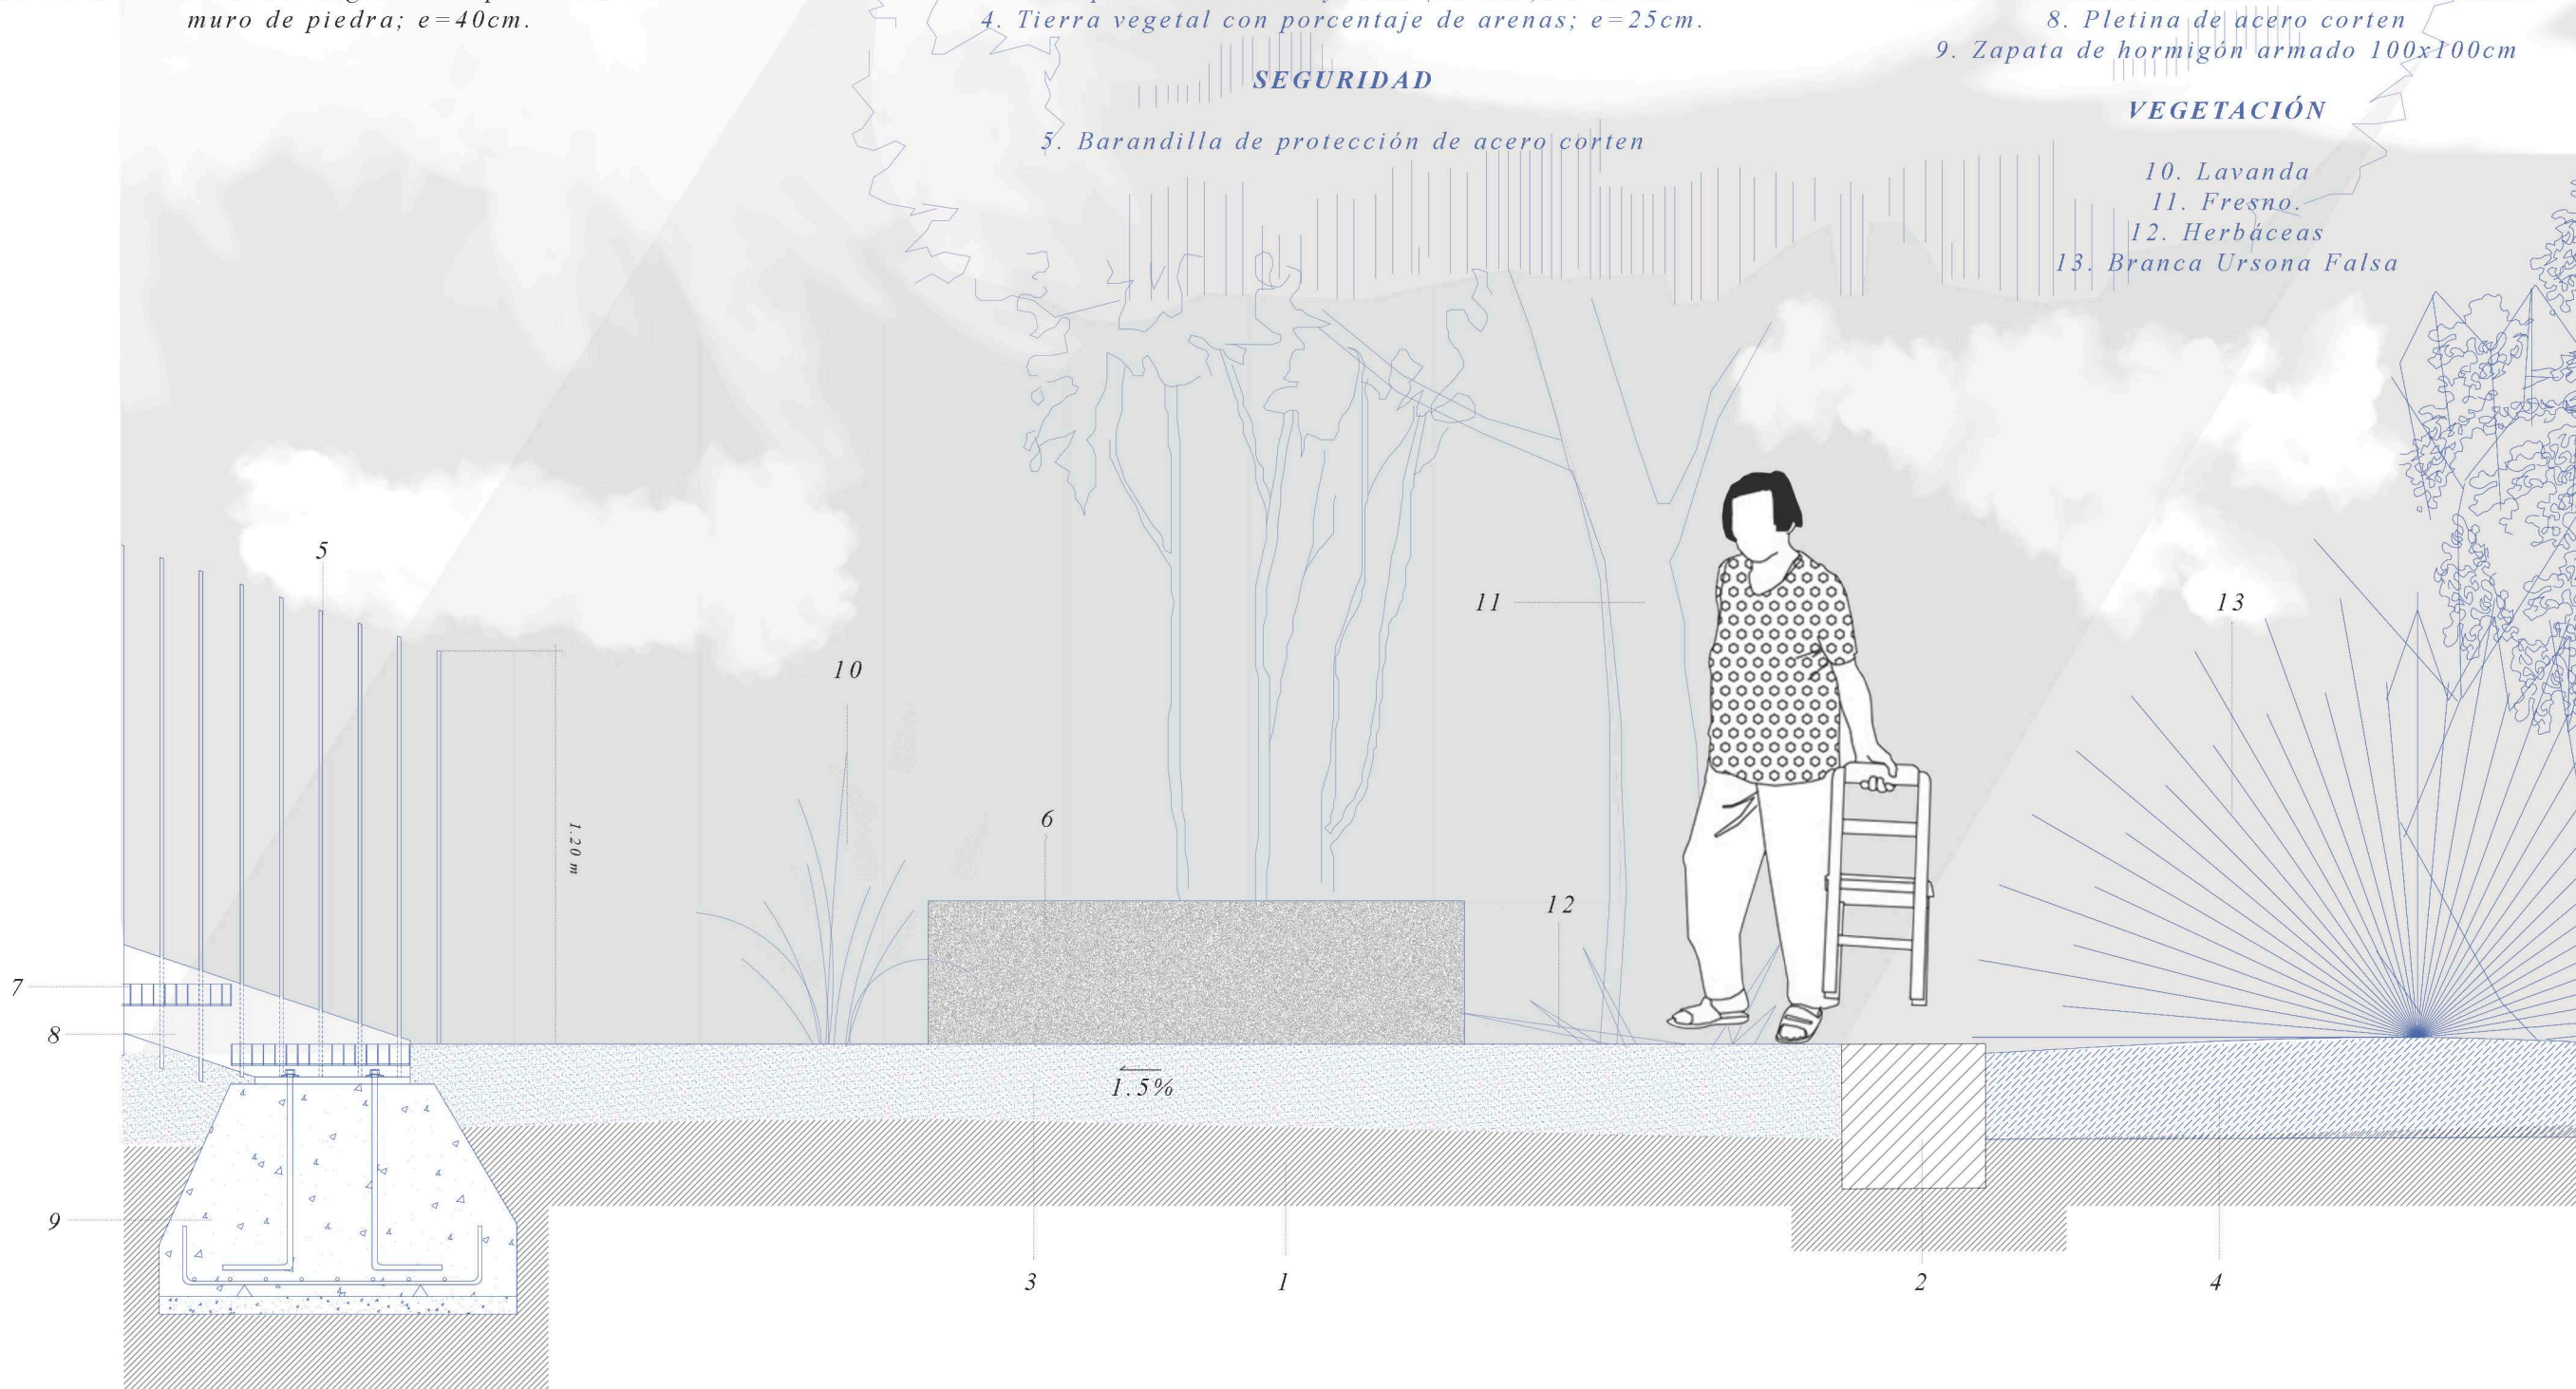 muro de piedra; e=40cm.
4. Tierra vegetal con porcentaje de arenas; e=25cm.
SEGURIDAD
5. Barandilla de protección de acero corten
8. Pletina de acero corten
9. Zapata de hormigón armado 100x100cm
VEGETACIÓN
10. Lavanda
11. Fresno.
12. Herbáceas
13. Branca Ursona Falsa
5
11
13
10
1.20 m
6
12
7
8
1.5%
9
3
1
2
4